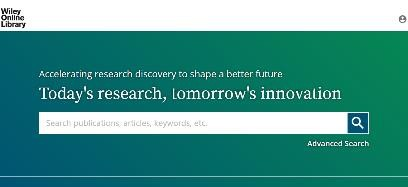 Wiley
Online
Library
Accelerating research discovery to shape a better future
Today's research, tomorrow's innovation
Search publications, articles, keywords, etc.
Advanced Search